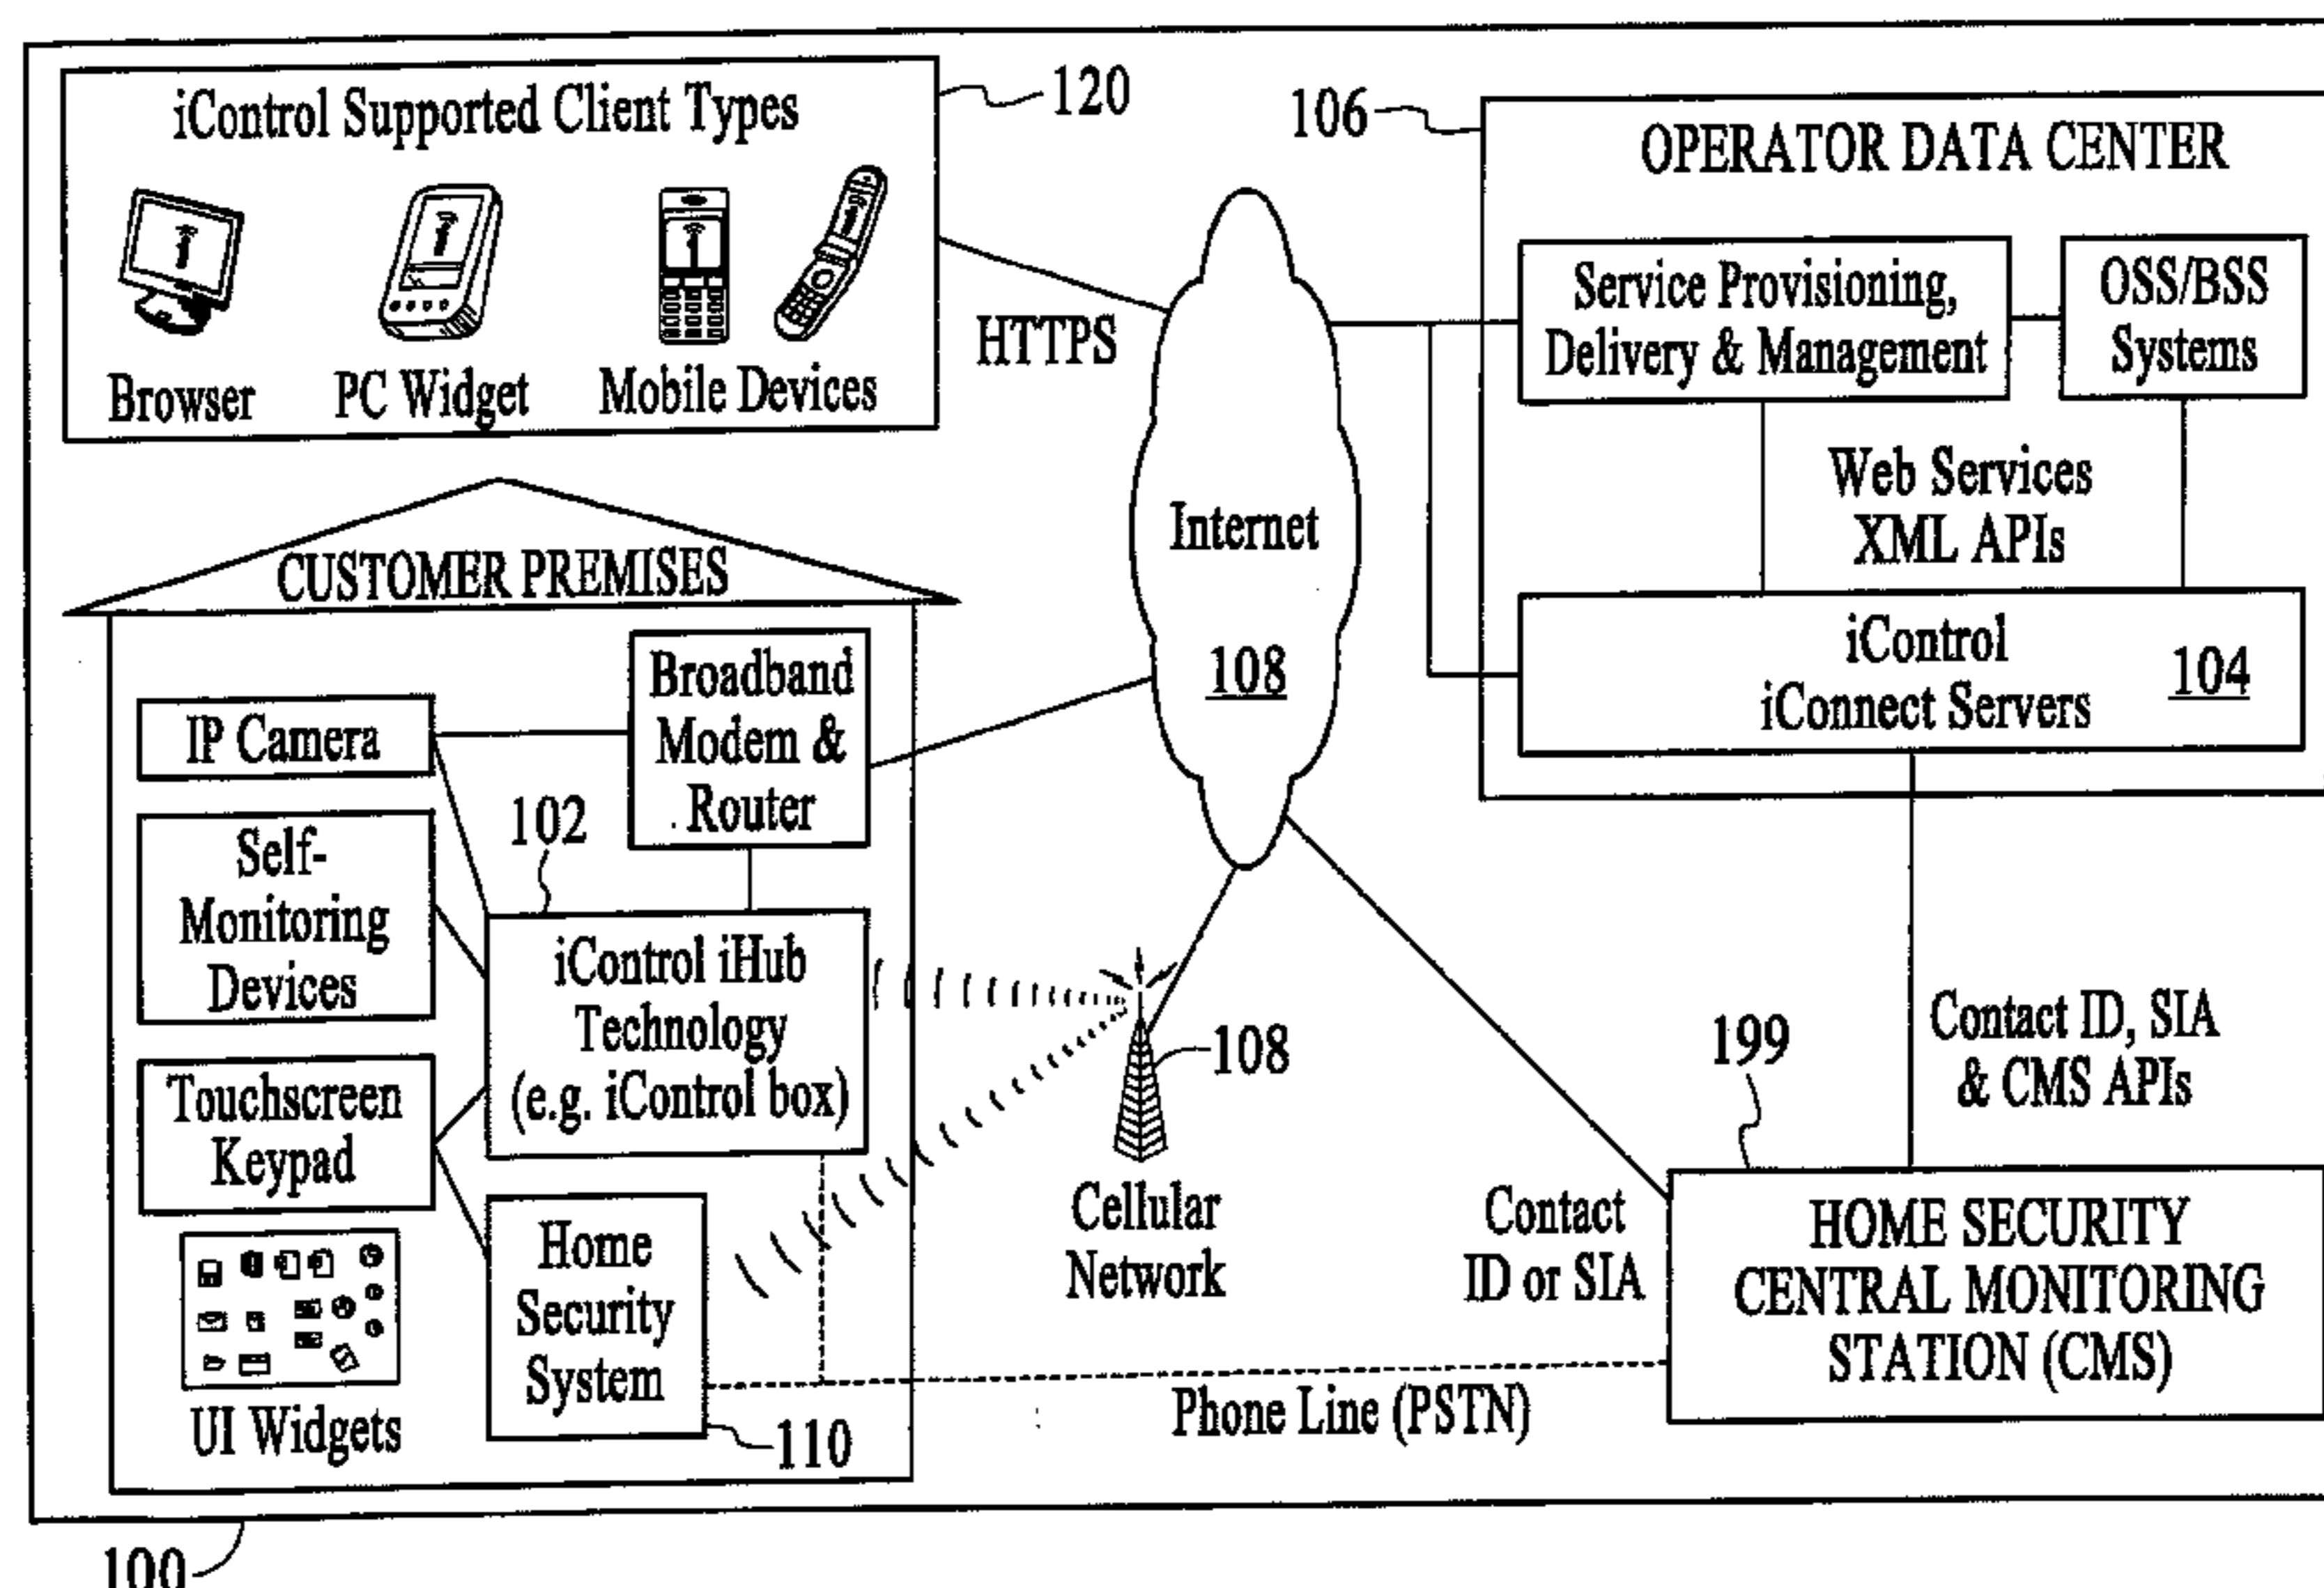 iControl Supported Client Types
Browser
PC Widget
Mobile Devices
120
HTTPS
106
OPERATOR DATA CENTER
Service Provisioning,
Delivery & Management
OSS/BSS
Systems
Web Services
XML APIs
iControl
iConnect Servers
104
Internet
108
CUSTOMER PREMISES
IP Camera
Broadband
Modem &
Router
102
Self-
Monitoring
Devices
iControl iHub
Technology
(e.g. iControl box)
Touchscreen
Keypad
Home
Security
System
110
UI Widgets
108
Cellular
Network
Contact
ID or SIA
Phone Line (PSTN)
199
Contact ID, SIA
& CMS APIs
HOME SECURITY
CENTRAL MONITORING
STATION (CMS)
100